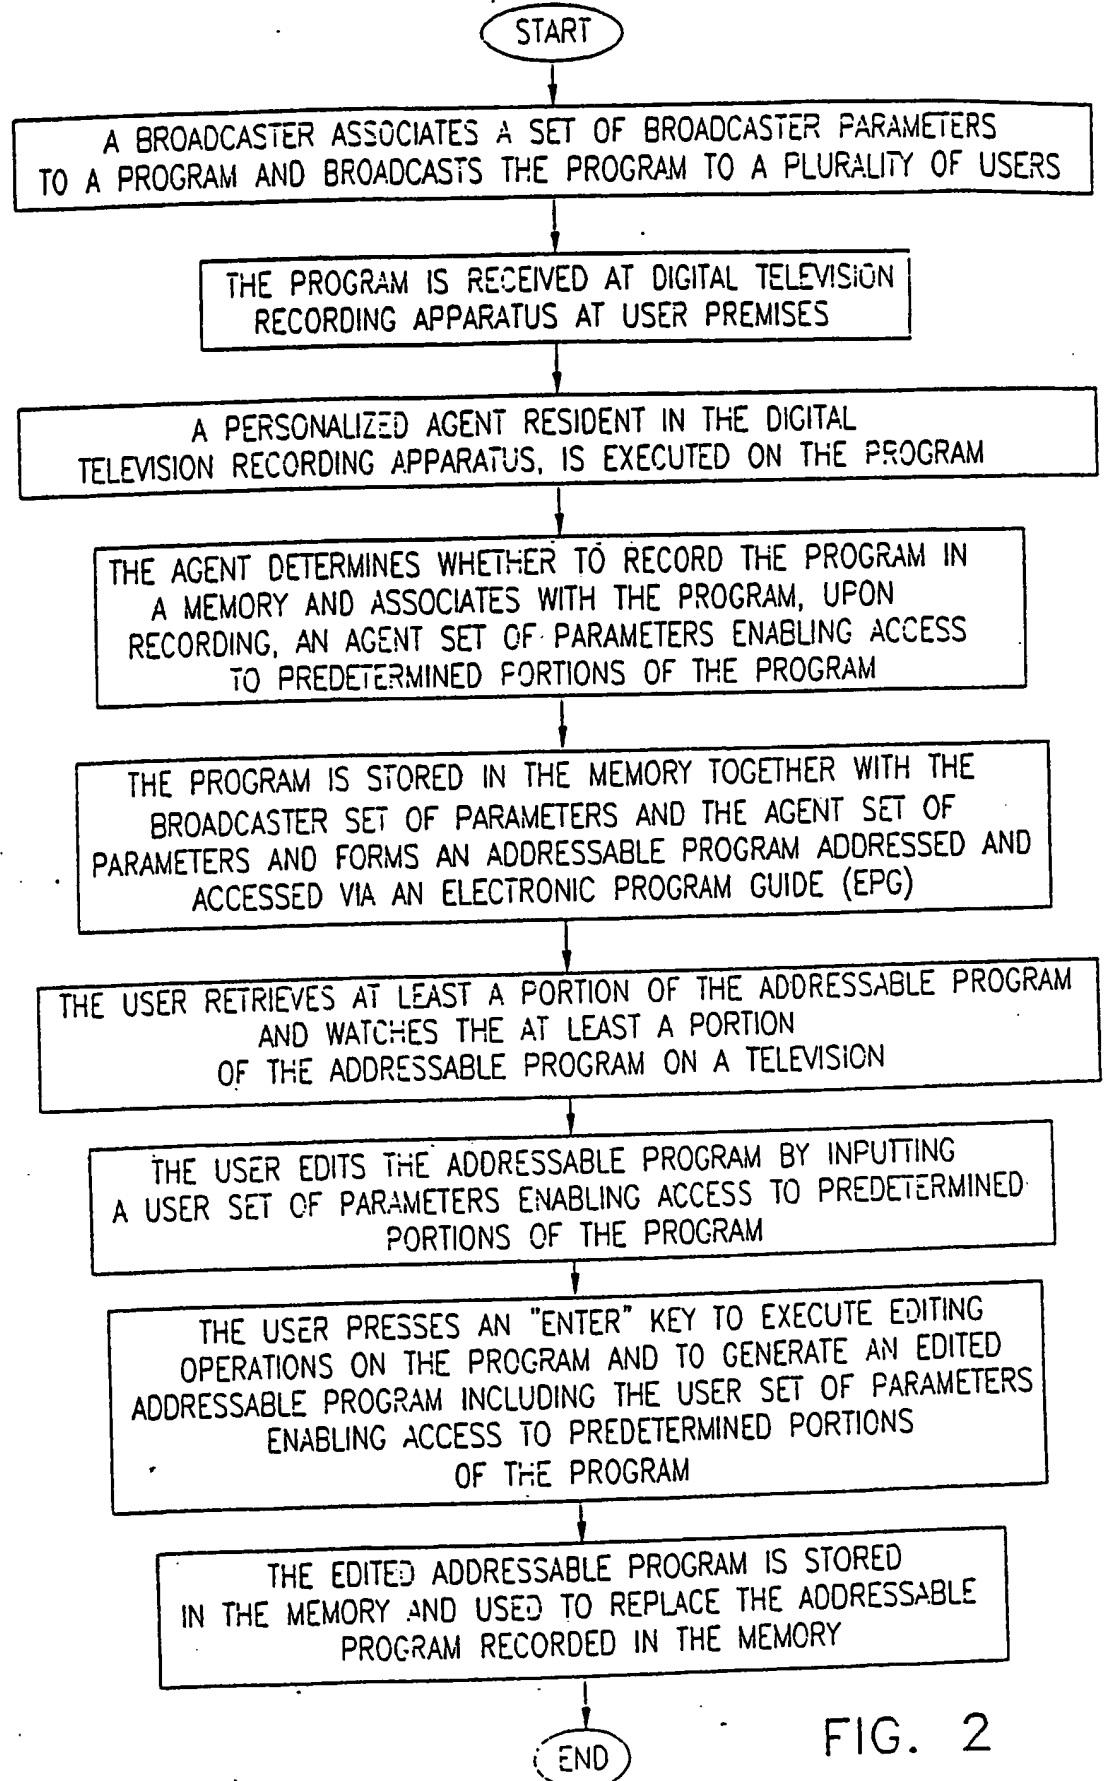 START
A BROADCASTER ASSOCIATES A SET OF BROADCASTER PARAMETERS
TO A PROGRAM AND BROADCASTS THE PROGRAM TO A PLURALITY OF USERS
THE PROGRAM IS RECEIVED AT DIGITAL TELEVISION
RECORDING APPARATUS AT USER PREMISES
A PERSONALIZED AGENT RESIDENT IN THE DIGITAL
TELEVISION RECORDING APPARATUS, IS EXECUTED ON THE PROGRAM
THE AGENT DETERMINES WHETHER TO RECORD THE PROGRAM IN
A MEMORY AND ASSOCIATES WITH THE PROGRAM, UPON
RECORDING, AN AGENT SET OF PARAMETERS ENABLING ACCESS
TO PREDETERMINED PORTIONS OF THE PROGRAM
THE PROGRAM IS STORED IN THE MEMORY TOGETHER WITH THE
BROADCASTER SET OF PARAMETERS AND THE AGENT SET OF
PARAMETERS AND FORMS AN ADDRESSABLE PROGRAM ADDRESSED AND
ACCESSED VIA AN ELECTRONIC PROGRAM GUIDE (EPG)
THE USER RETRIEVES AT LEAST A PORTION OF THE ADDRESSABLE PROGRAM
AND WATCHES THE AT LEAST A PORTION
OF THE ADDRESSABLE PROGRAM ON A TELEVISION
THE USER EDITS THE ADDRESSABLE PROGRAM BY INPUTTING
A USER SET OF PARAMETERS ENABLING ACCESS TO PREDETERMINED
PORTIONS OF THE PROGRAM
THE USER PRESSES AN "ENTER" KEY TO EXECUTE EDITING
OPERATIONS ON THE PROGRAM AND TO GENERATE AN EDITED
ADDRESSABLE PROGRAM INCLUDING THE USER SET OF PARAMETERS
ENABLING ACCESS TO PREDETERMINED PORTIONS
OF THE PROGRAM
THE EDITED ADDRESSABLE PROGRAM IS STORED
IN THE MEMORY AND USED TO REPLACE THE ADDRESSABLE
PROGRAM RECORDED IN THE MEMORY
END
FIG. 2